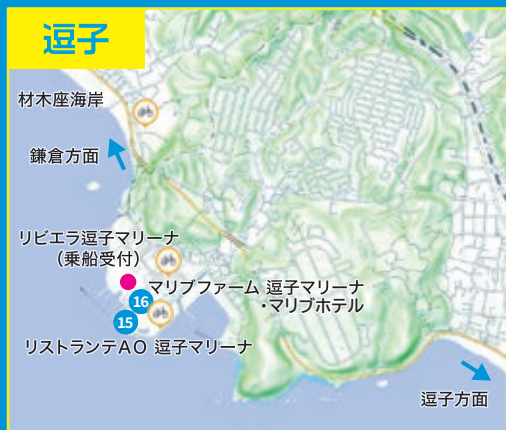 逗子
材木座海岸
鎌倉方面
リビエラ逗子マリーナ
(乗船受付)
マリブファーム 逗子マリーナ
・マリブホテル
16
15
リストランテAO 逗子マリーナ
逗子方面